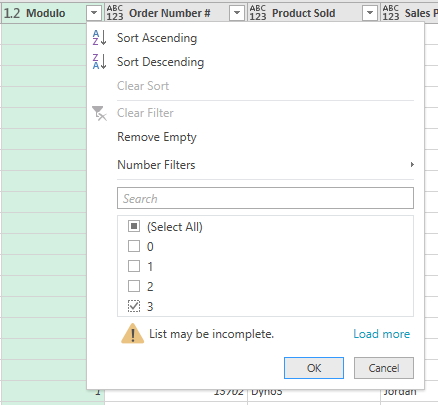 1.2 Modulo ABC 123 Order Number # ABC 123 Product Sold ABC 123 Sales P
A Z Sort Ascending
Z A Sort Descending
Clear Sort
Clear Filter
Remove Empty
Number Filters
Search
(Select All)
0
1
2
3
List may be incomplete. Load more
OK Cancel
1 13702 Dyno3 Jordan